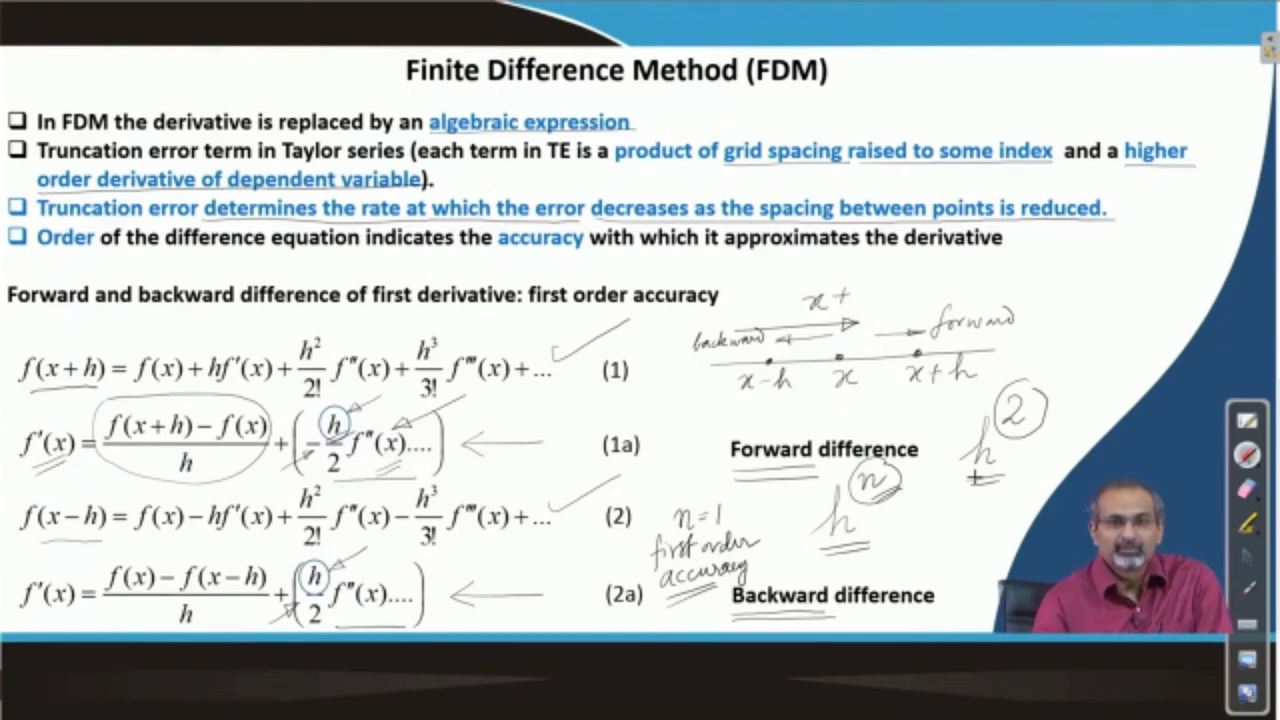 Finite Difference Method (FDM)
❑ In FDM the derivative is replaced by an algebraic expression
❑ Truncation error term in Taylor series (each term in TE is a product of grid spacing raised to some index and a higher
order derivative of dependent variable).
❑ Truncation error determines the rate at which the error decreases as the spacing between points is reduced.
❑ Order of the difference equation indicates the accuracy with which it approximates the derivative
Forward and backward difference of first derivative: first order accuracy
x+
backward
forward
x-h x x+h
f(x+h) = f(x) + hf'(x) + h²/2! f''(x) + h³/3! f'''(x) + ... (1)
f'(x) = (f(x+h) − f(x))/h + (−h/2 f''(x)....) (1a) Forward difference
h²
hⁿ
f(x−h) = f(x) − hf'(x) + h²/2! f''(x) − h³/3! f'''(x) + ... (2)
n=1
first order
accuracy
f'(x) = (f(x) − f(x−h))/h + (h/2 f''(x)....) (2a) Backward difference